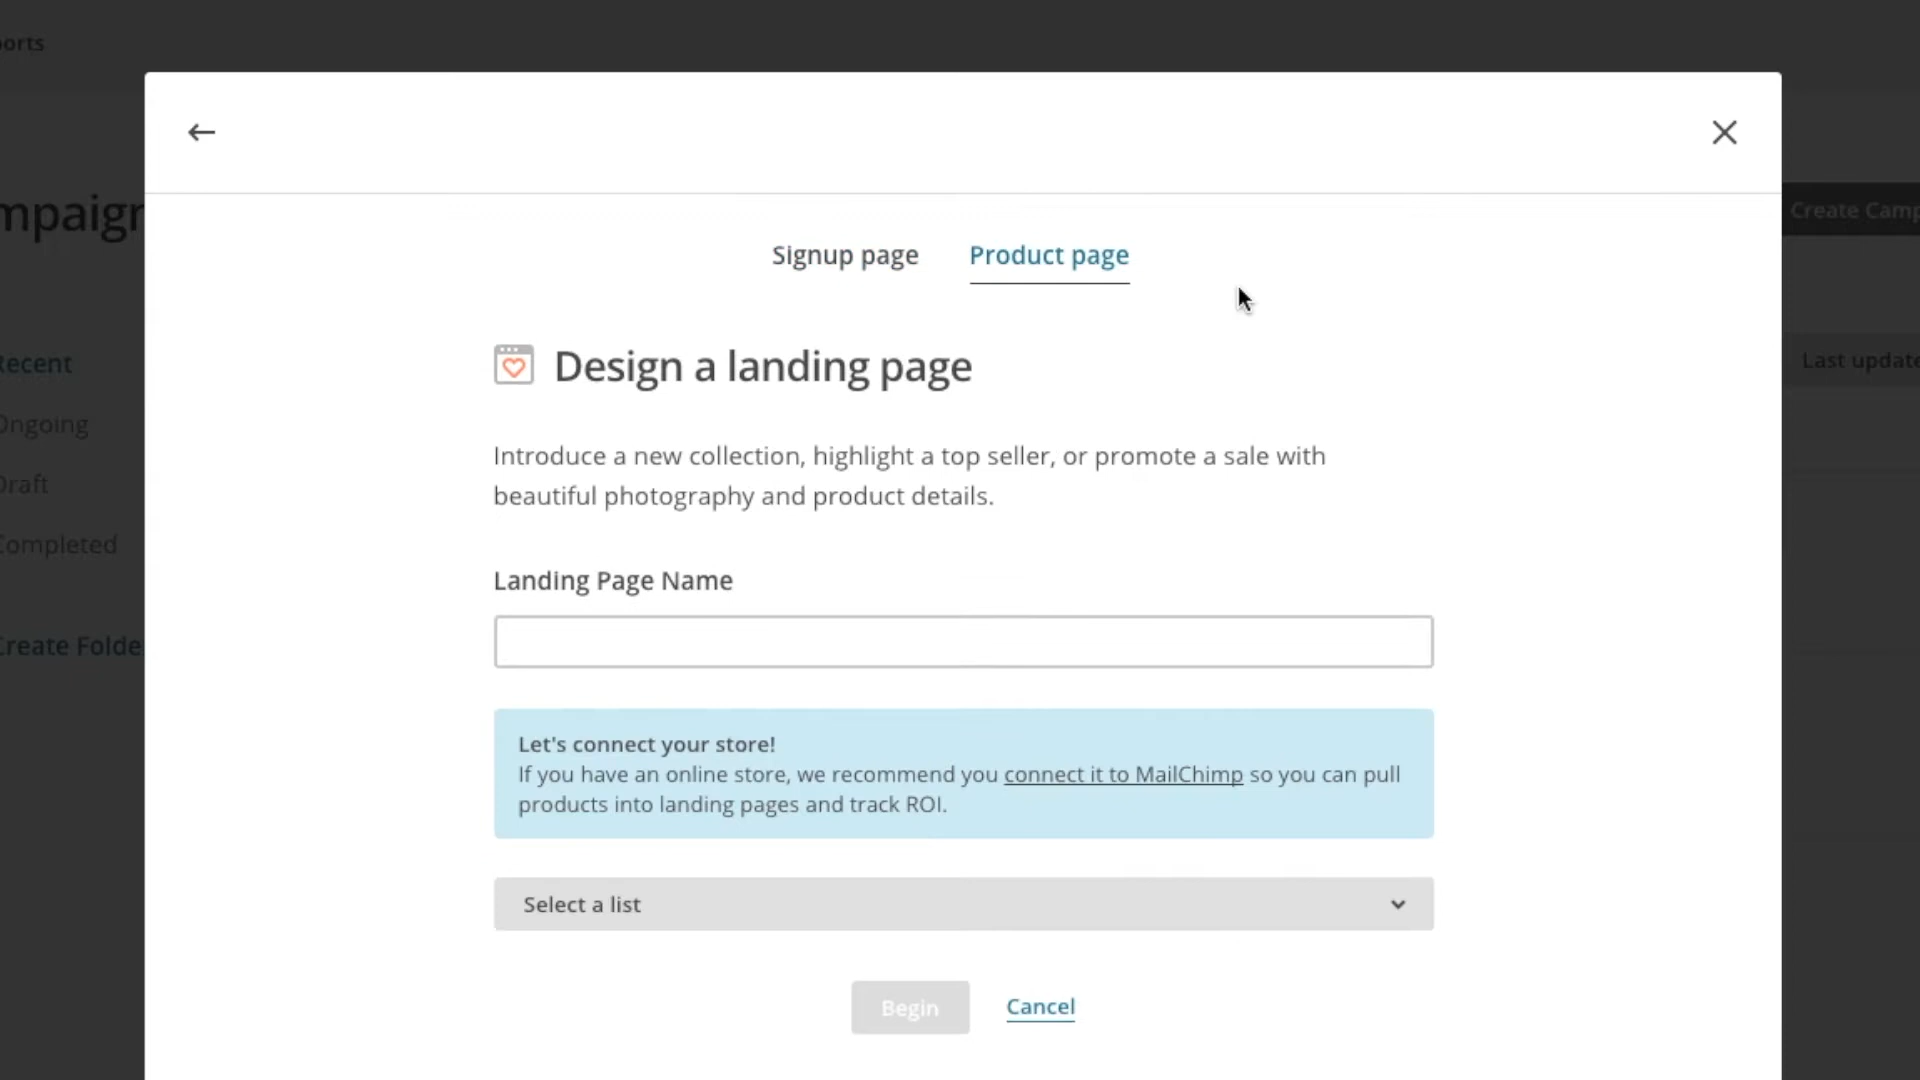 Signup page
Product page
Design a landing page
Introduce a new collection, highlight a top seller, or promote a sale with
beautiful photography and product details.
Landing Page Name
Let's connect your store!
If you have an online store, we recommend you connect it to MailChimp so you can pull
products into landing pages and track ROI.
Select a list
Begin
Cancel
orts
mpaign
Recent
Ongoing
Draft
Completed
Create Folde
Create Camp
Last update